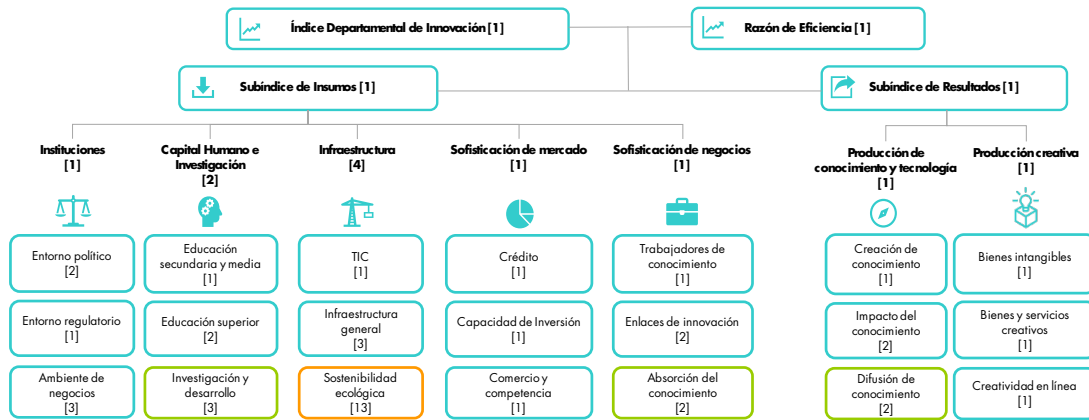 Índice Departamental de Innovación [1]
Razón de Eficiencia [1]
Subíndice de Insumos [1]
Subíndice de Resultados [1]
Instituciones
[1]
Capital Humano e
Investigación
[2]
Infraestructura
[4]
Sofisticación de mercado
[1]
Sofisticación de negocios
[1]
Producción de
conocimiento y tecnología
[1]
Producción creativa
[1]
Entorno político
[2]
Educación
secundaria y media
[1]
TIC
[1]
Crédito
[1]
Trabajadores de
conocimiento
[1]
Creación de
conocimiento
[1]
Bienes intangibles
[1]
Entorno regulatorio
[1]
Educación superior
[2]
Infraestructura
general
[3]
Capacidad de Inversión
[1]
Enlaces de innovación
[2]
Impacto del
conocimiento
[2]
Bienes y servicios
creativos
[1]
Ambiente de
negocios
[3]
Investigación y
desarrollo
[3]
Sostenibilidad
ecológica
[13]
Comercio y
competencia
[1]
Absorción del
conocimiento
[2]
Difusión de
conocimiento
[2]
Creatividad en línea
[1]